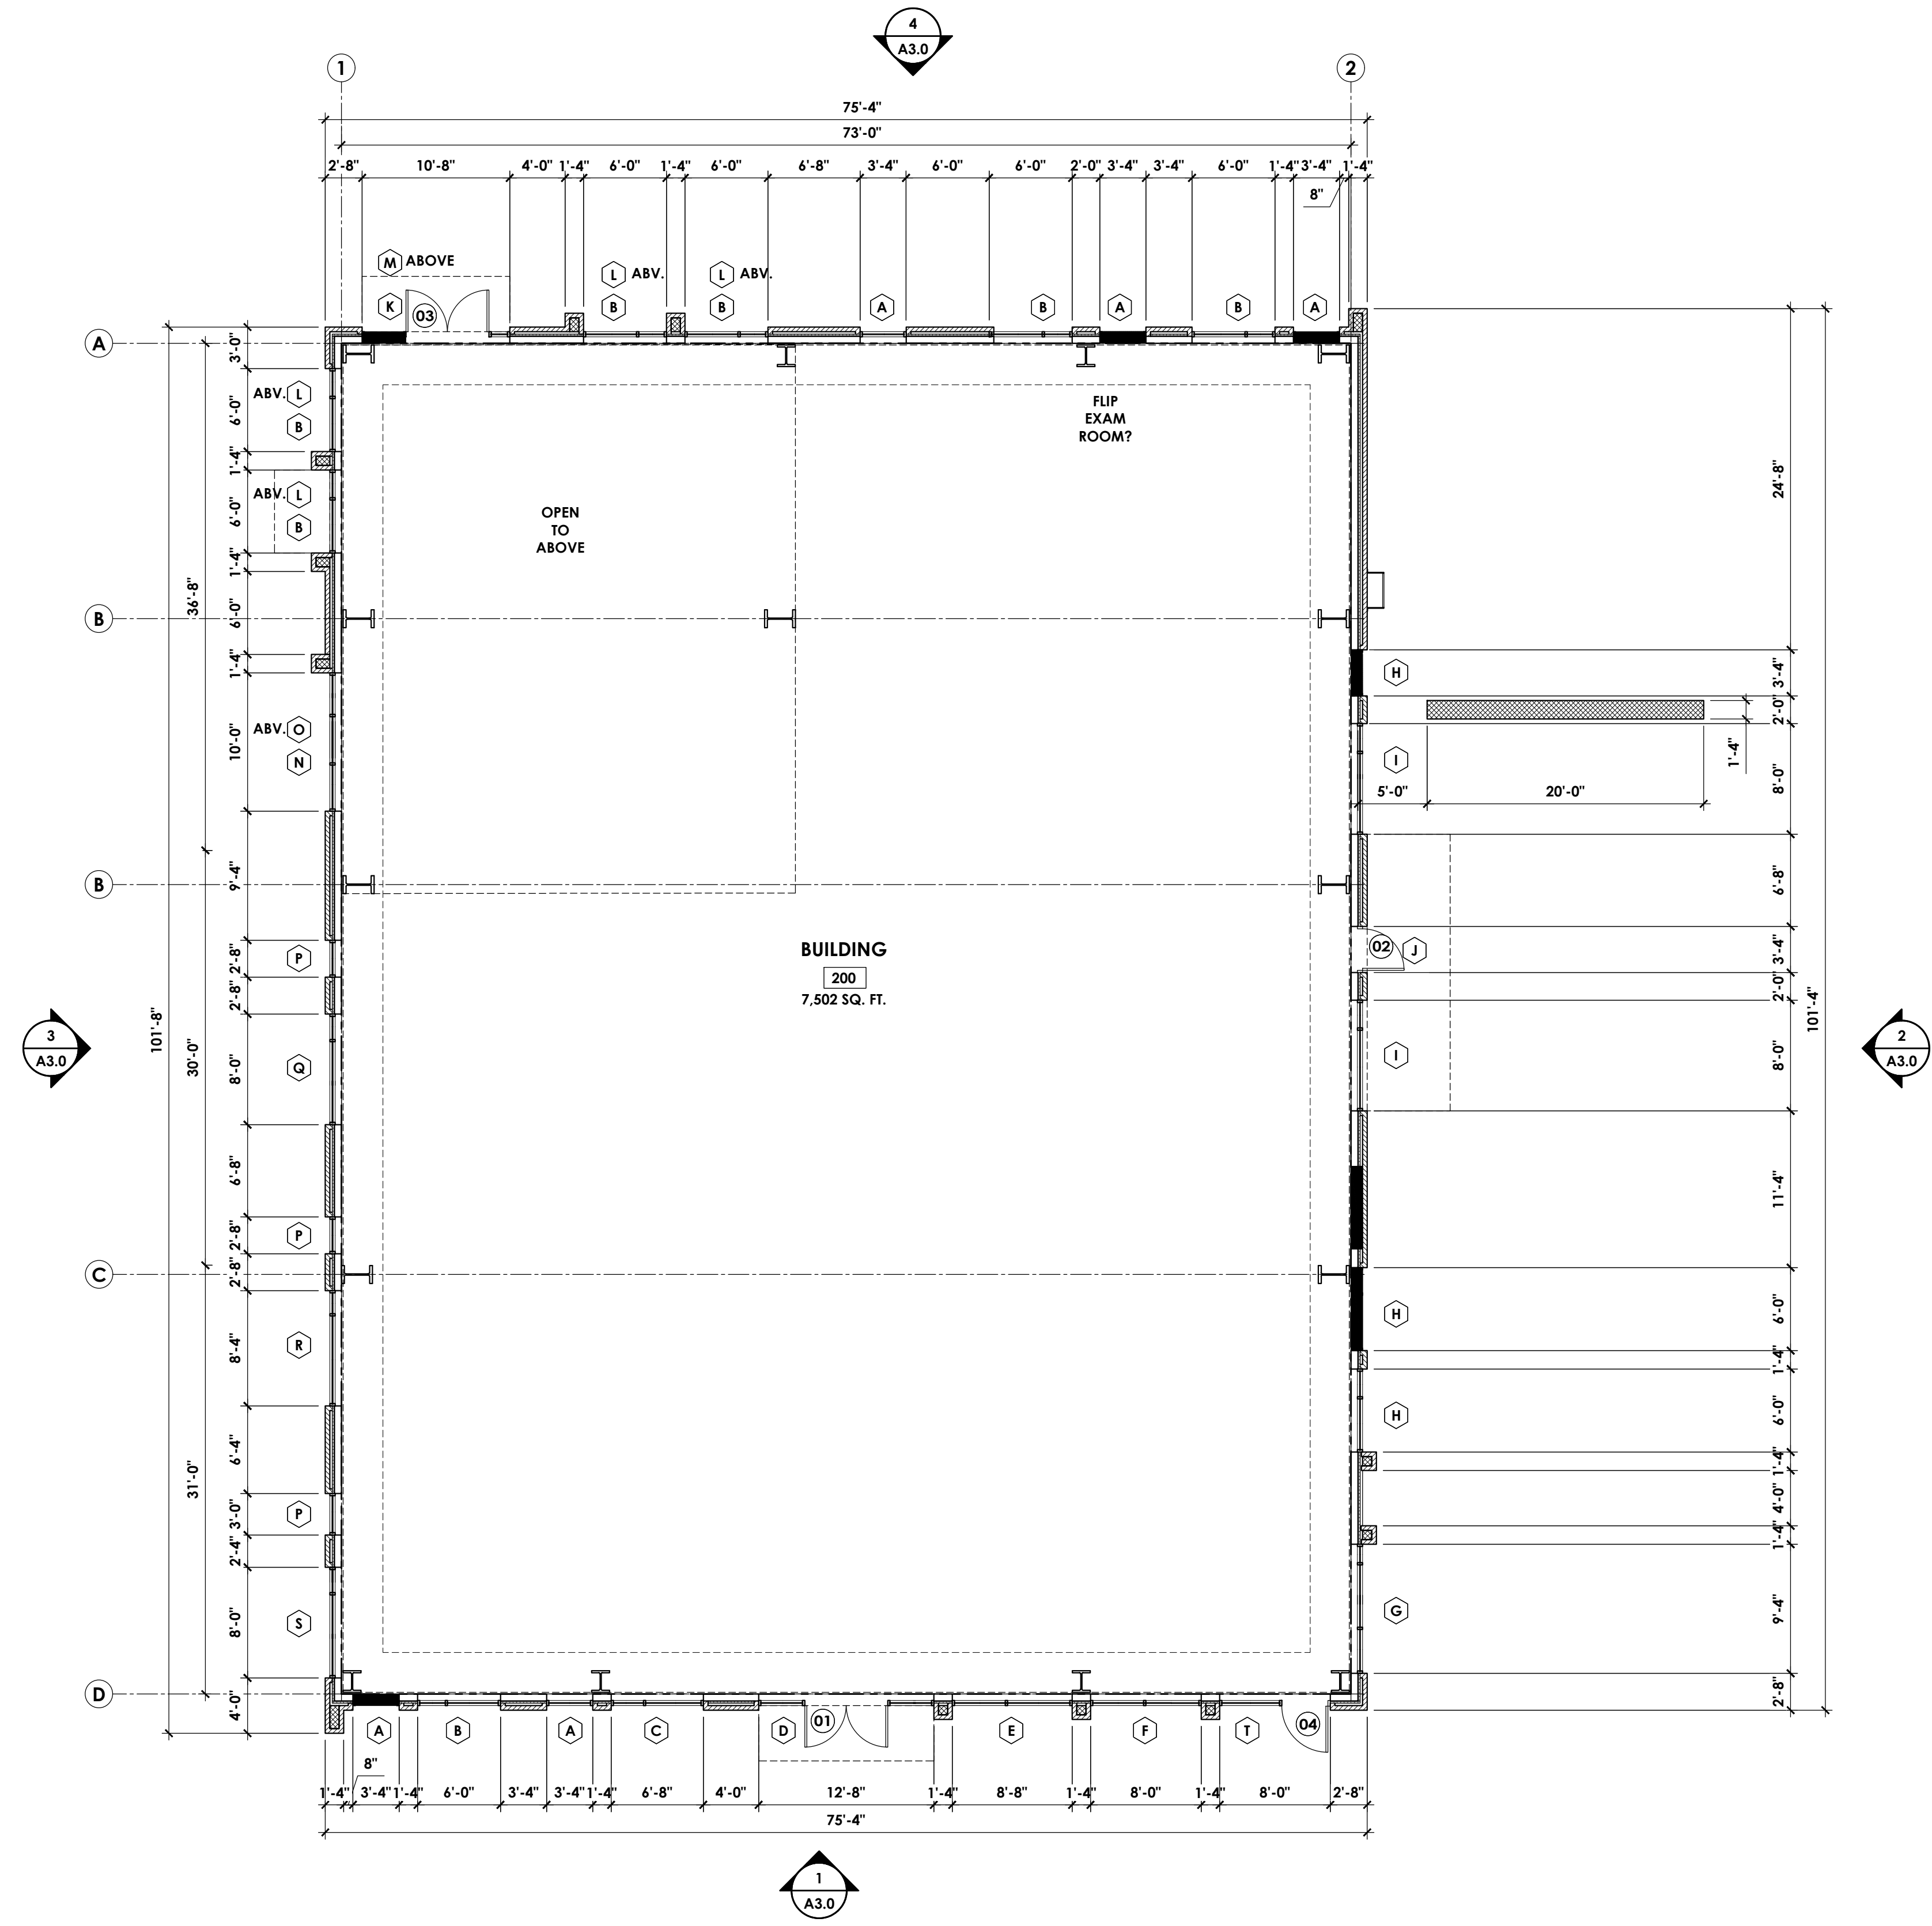 4
A3.0
1
2
75'-4"
73'-0"
2'-8"
10'-8"
4'-0"
1'-4"
6'-0"
1'-4"
6'-0"
6'-8"
3'-4"
6'-0"
6'-0"
2'-0"
3'-4"
3'-4"
6'-0"
1'-4"
3'-4"
1'-4"
8"
M ABOVE
L ABV.
L ABV.
K
03
B
B
A
B
A
B
A
A
3'-0"
ABV. L
6'-0"
B
FLIP
EXAM
ROOM?
1'-4"
ABV. L
6'-0"
B
OPEN
TO
ABOVE
24'-8"
1'-4"
36'-8"
B
6'-0"
1'-4"
H
3'-4"
2'-0"
ABV. O
10'-0"
N
I
1'-4"
8'-0"
5'-0"
20'-0"
B
9'-4"
6'-8"
BUILDING
200
7,502 SQ. FT.
02
J
3'-4"
P
2'-8"
2'-8"
2'-0"
101'-8"
101'-4"
3
A3.0
30'-0"
Q
8'-0"
I
8'-0"
2
A3.0
6'-8"
11'-4"
P
2'-8"
C
2'-8"
H
6'-0"
R
8'-4"
1'-4"
H
6'-0"
6'-4"
31'-0"
1'-4"
4'-0"
P
3'-0"
1'-4"
2'-4"
S
8'-0"
G
9'-4"
D
4'-0"
2'-8"
A
B
A
C
D
01
E
F
T
04
8"
1'-4"
3'-4"
1'-4"
6'-0"
3'-4"
3'-4"
1'-4"
6'-8"
4'-0"
12'-8"
1'-4"
8'-8"
1'-4"
8'-0"
1'-4"
8'-0"
2'-8"
75'-4"
1
A3.0